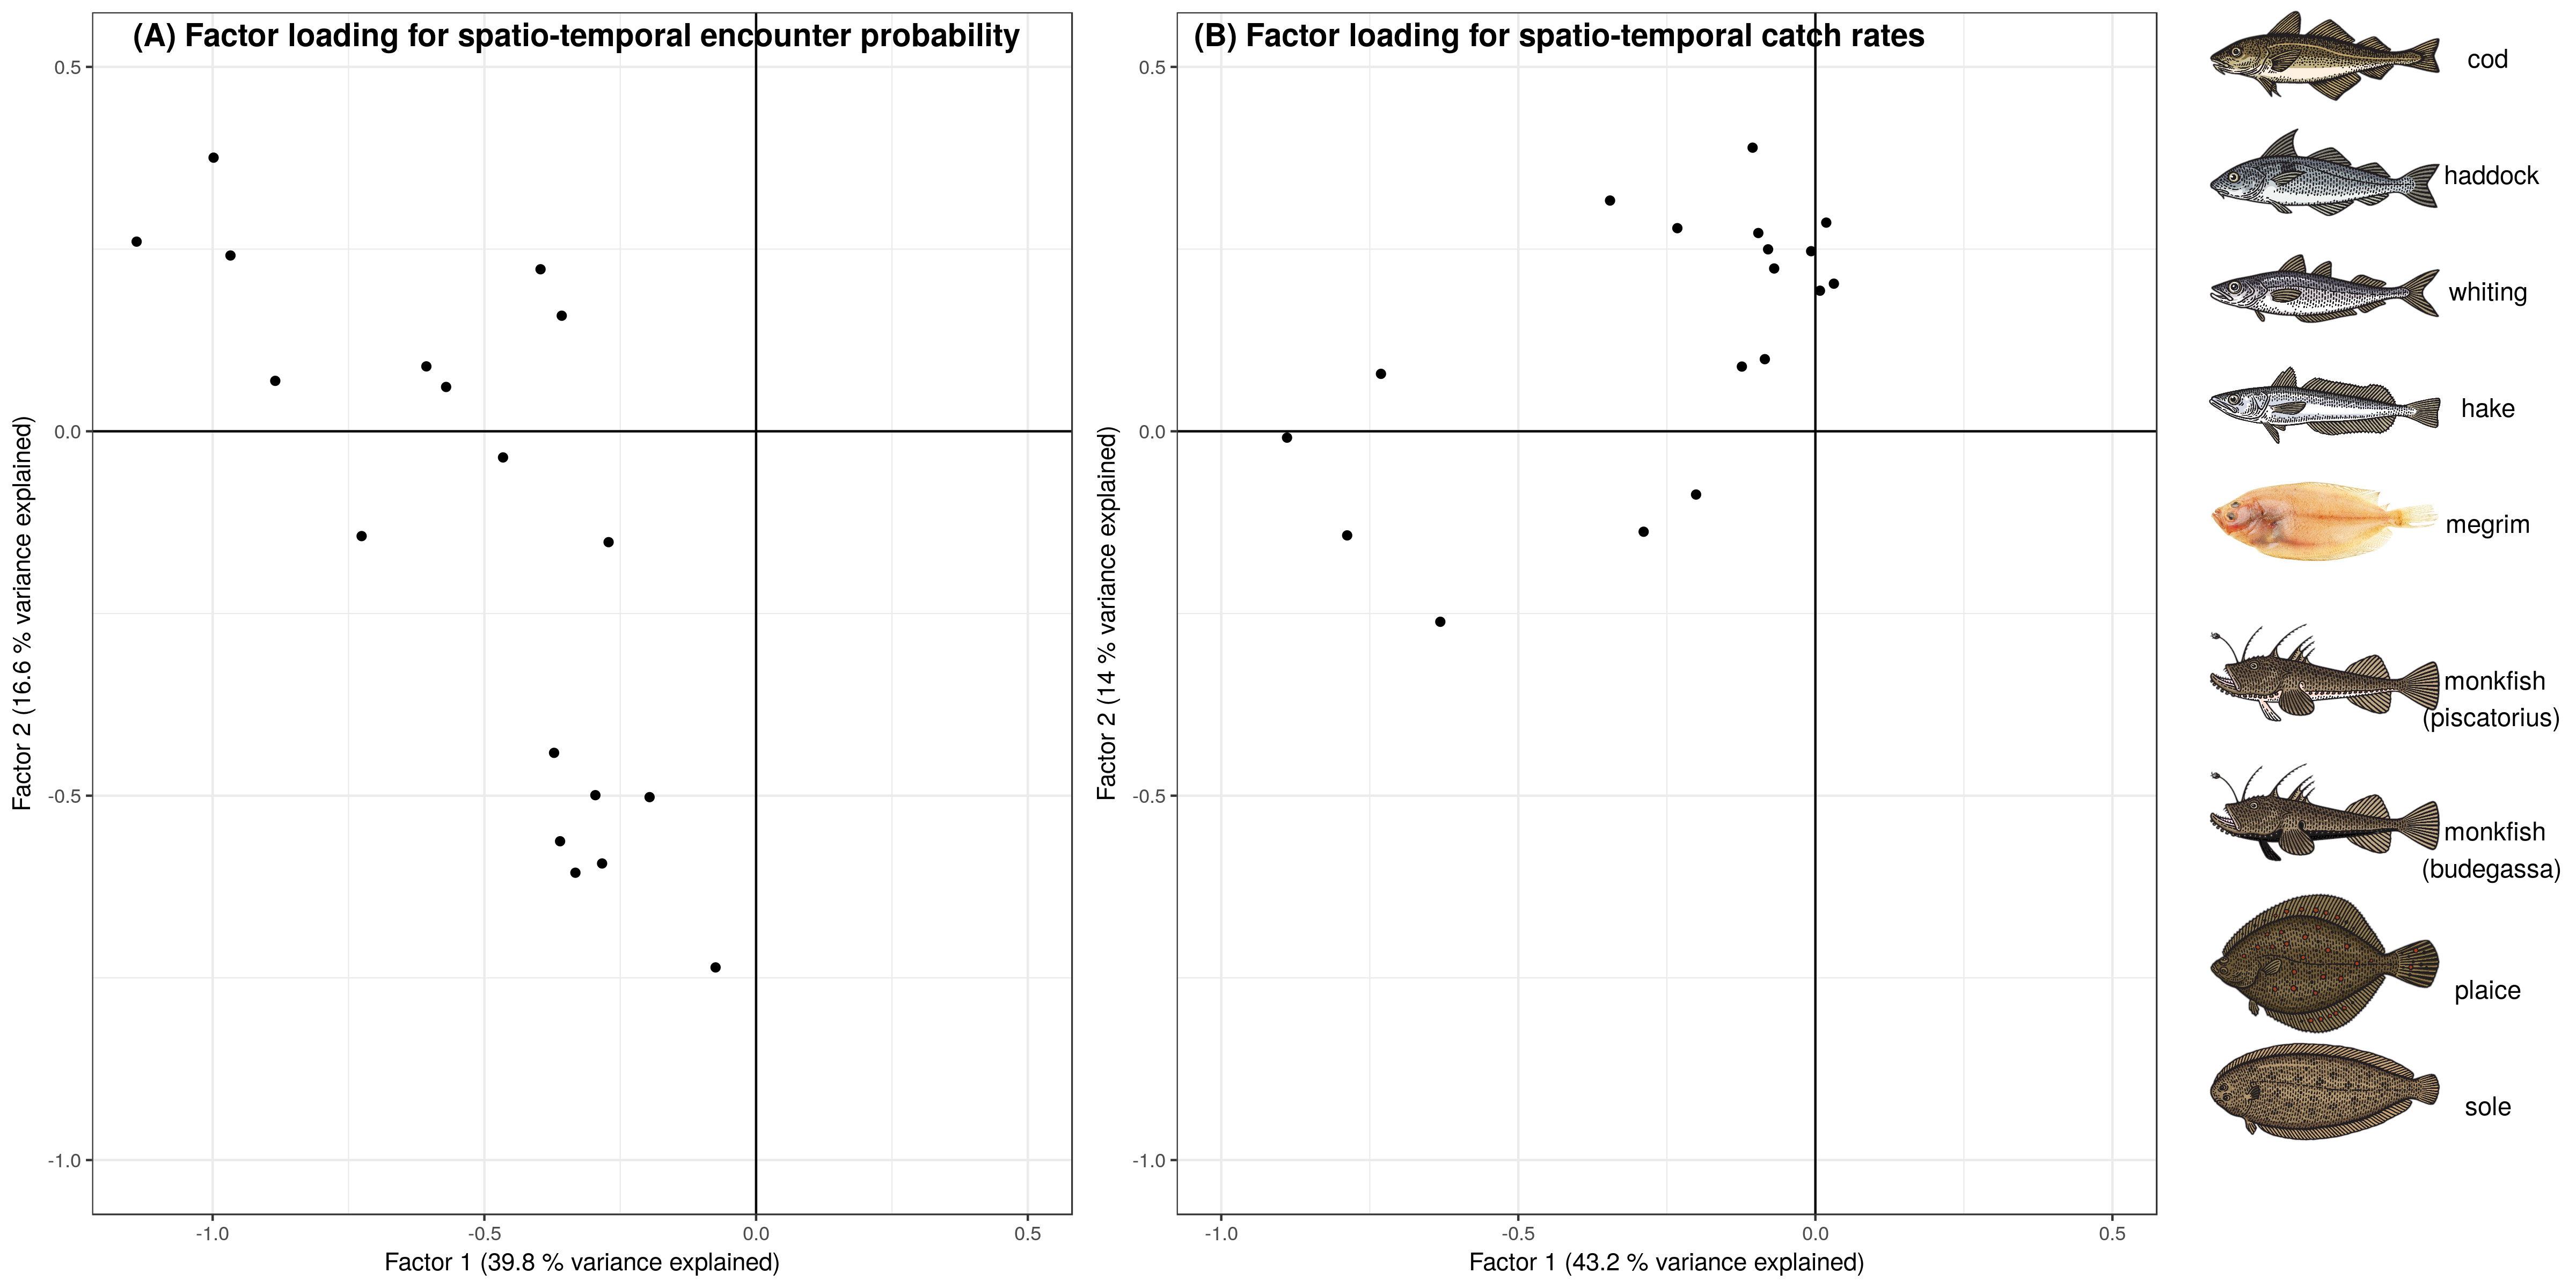 (A) Factor loading for spatio-temporal encounter probability
0.5
0.0
-0.5
-1.0
Factor 2 (16.6 % variance explained)
-1.0
-0.5
0.0
0.5
Factor 1 (39.8 % variance explained)
(B) Factor loading for spatio-temporal catch rates
0.5
0.0
-0.5
-1.0
Factor 2 (14 % variance explained)
-1.0
-0.5
0.0
0.5
Factor 1 (43.2 % variance explained)
cod
haddock
whiting
hake
megrim
monkfish
(piscatorius)
monkfish
(budegassa)
plaice
sole